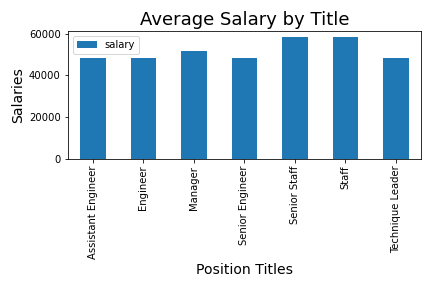 Average Salary by Title
salary
Salaries
60000
40000
20000
0
Assistant Engineer
Engineer
Manager
Senior Engineer
Senior Staff
Staff
Technique Leader
Position Titles